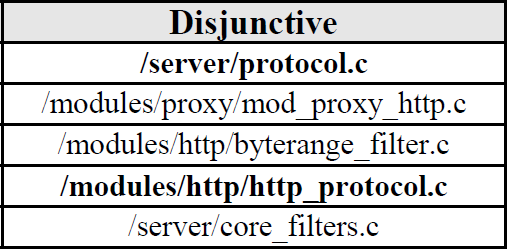 Disjunctive
/server/protocol.c
/modules/proxy/mod_proxy_http.c
/modules/http/byterange_filter.c
/modules/http/http_protocol.c
/server/core_filters.c